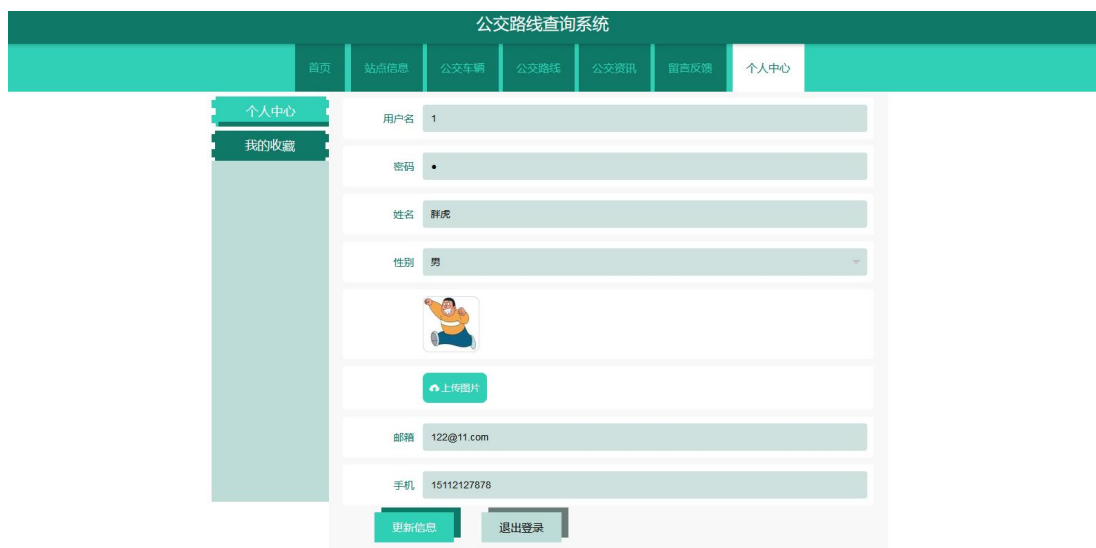 公交路线查询系统
首页 站点信息 公交车辆 公交路线 公交资讯 留言反馈 个人中心
个人中心
我的收藏
用户名 1
密码 •
姓名 胖虎
性别 男
上传图片
邮箱 122@11.com
手机 15112127878
更新信息 退出登录